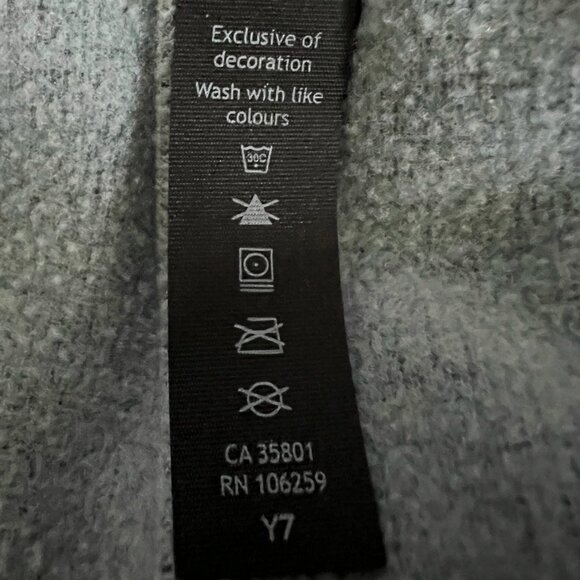 Exclusive of
decoration
Wash with like
colours
30C
CA 35801
RN 106259
Y7